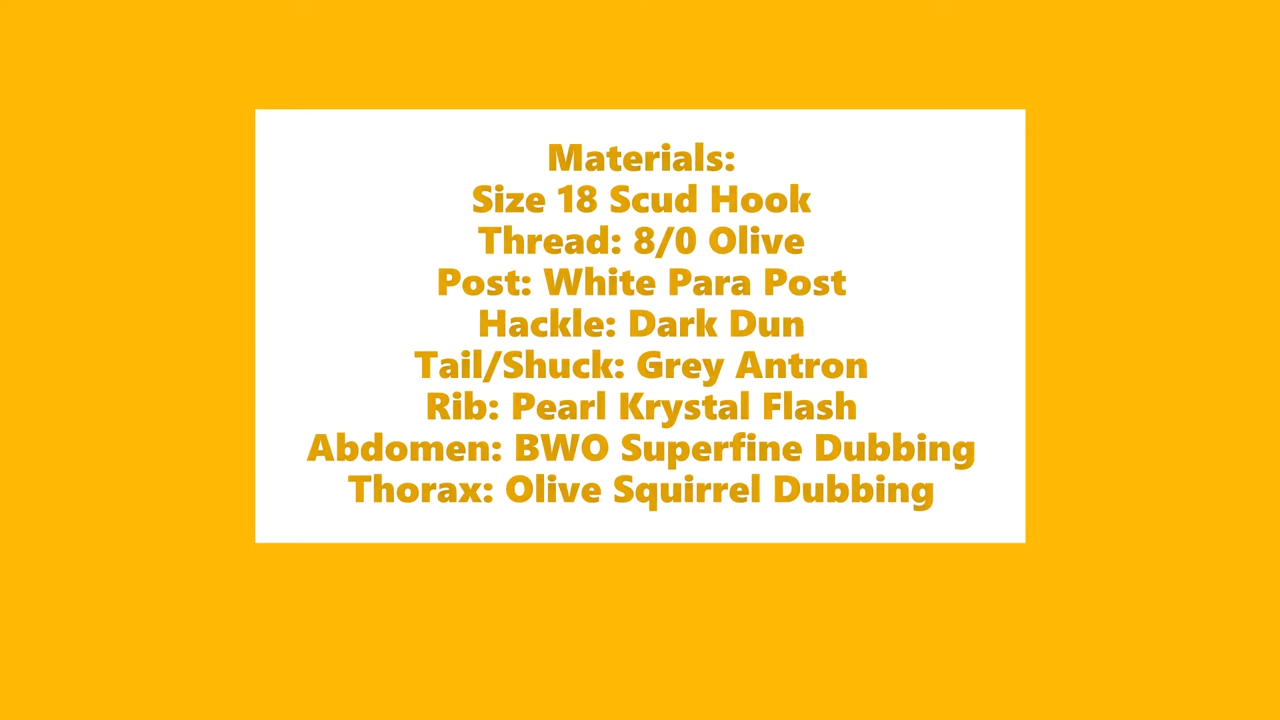 Materials:
Size 18 Scud Hook
Thread: 8/0 Olive
Post: White Para Post
Hackle: Dark Dun
Tail/Shuck: Grey Antron
Rib: Pearl Krystal Flash
Abdomen: BWO Superfine Dubbing
Thorax: Olive Squirrel Dubbing